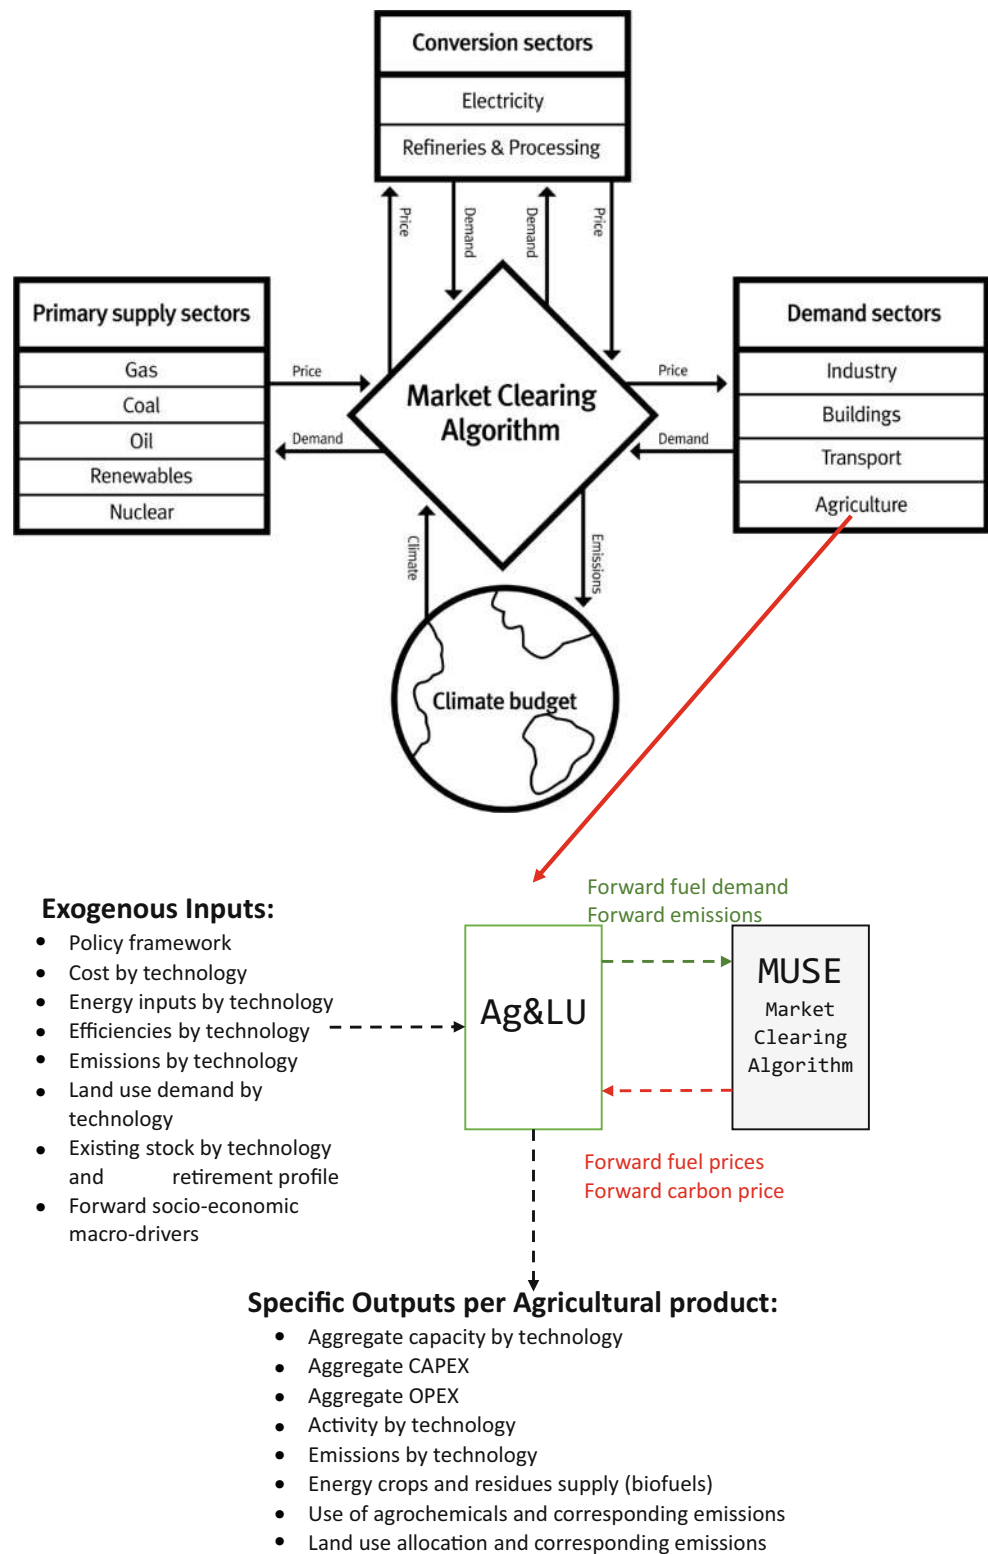 Conversion sectors
Electricity
Refineries & Processing
Price
Demand
Demand
Price
Primary supply sectors
Gas
Coal
Oil
Renewables
Nuclear
Price
Demand
Market Clearing
Algorithm
Price
Demand
Demand sectors
Industry
Buildings
Transport
Agriculture
Climate
Emissions
Climate budget
Exogenous Inputs:
• Policy framework
• Cost by technology
• Energy inputs by technology
• Efficiencies by technology
• Emissions by technology
• Land use demand by
technology
• Existing stock by technology
and retirement profile
• Forward socio-economic
macro-drivers
Forward fuel demand
Forward emissions
Ag&LU
MUSE
Market
Clearing
Algorithm
Forward fuel prices
Forward carbon price
Specific Outputs per Agricultural product:
• Aggregate capacity by technology
• Aggregate CAPEX
• Aggregate OPEX
• Activity by technology
• Emissions by technology
• Energy crops and residues supply (biofuels)
• Use of agrochemicals and corresponding emissions
• Land use allocation and corresponding emissions